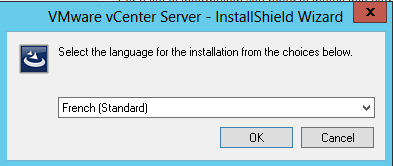 VMware vCenter Server - InstallShield Wizard
Select the language for the installation from the choices below.
French (Standard)
OK Cancel